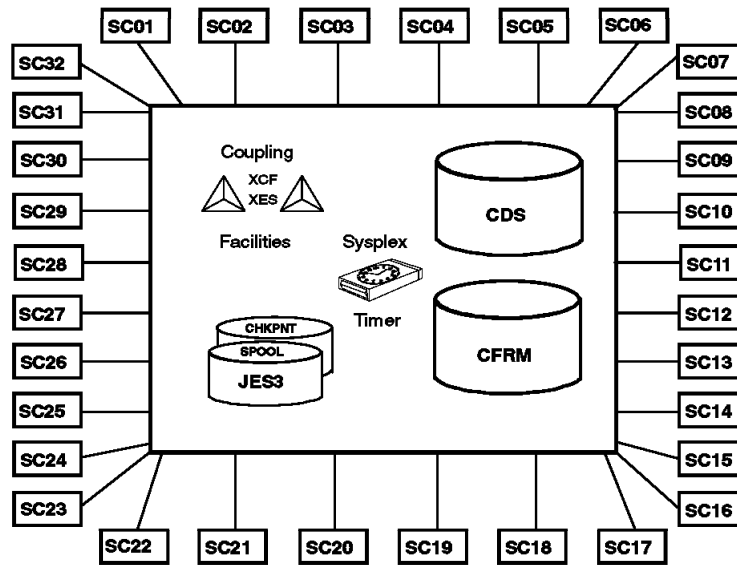 SC01
SC02
SC03
SC04
SC05
SC06
SC32
SC07
SC31
SC08
SC30
SC09
SC29
SC10
SC28
SC11
SC27
SC12
SC26
SC13
SC25
SC14
SC24
SC15
SC23
SC16
SC22
SC21
SC20
SC19
SC18
SC17
Coupling
XCF
XES
Facilities
Sysplex
Timer
CDS
CFRM
CHKPNT
SPOOL
JES3